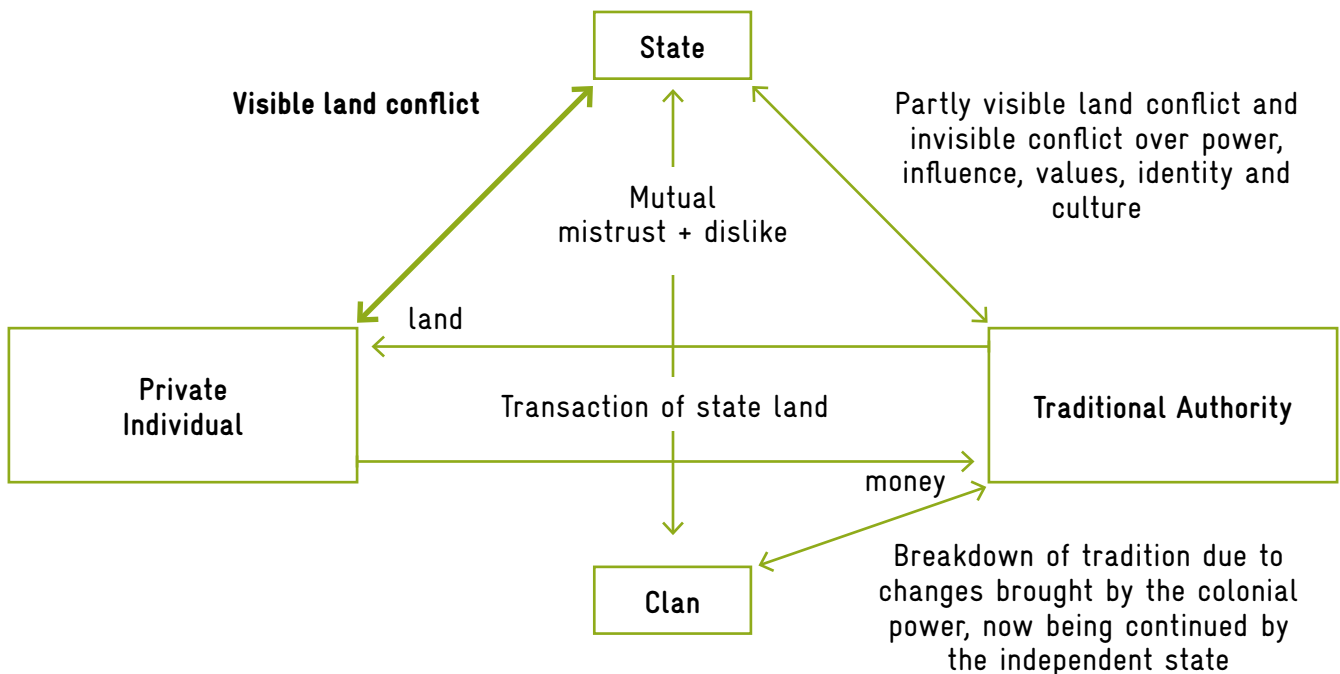 State
Visible land conflict
Partly visible land conflict and
invisible conflict over power,
influence, values, identity and
culture
Mutual
mistrust + dislike
land
Private
Individual
Transaction of state land
Traditional Authority
money
Clan
Breakdown of tradition due to
changes brought by the colonial
power, now being continued by
the independent state